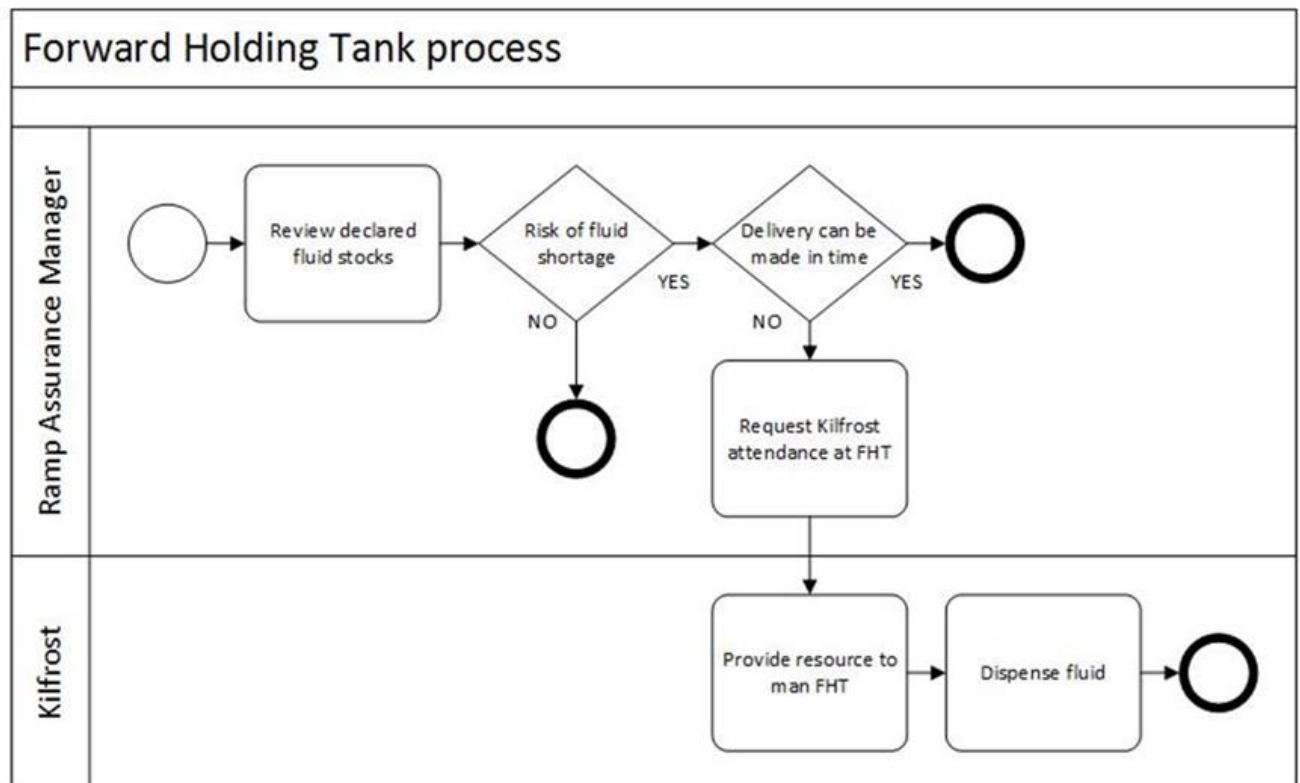 Forward Holding Tank process
Ramp Assurance Manager
Review declared
fluid stocks
Risk of fluid
shortage
YES
NO
Delivery can be
made in time
YES
NO
Request Kilfrost
attendance at FHT
Kilfrost
Provide resource to
man FHT
Dispense fluid